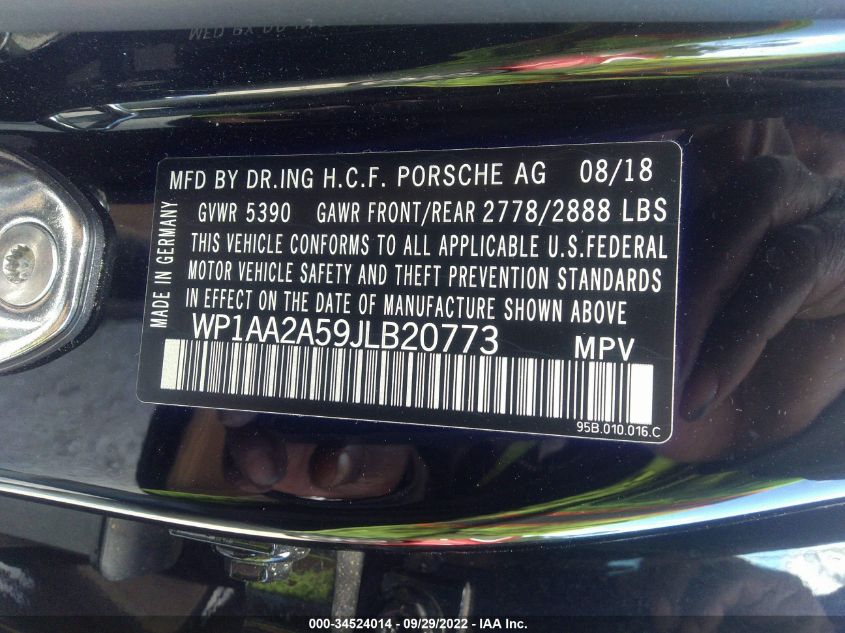 MFD BY DR.ING H.C.F. PORSCHE AG 08/18
GVWR 5390 GAWR FRONT/REAR 2778/2888 LBS
THIS VEHICLE CONFORMS TO ALL APPLICABLE U.S.FEDERAL
MOTOR VEHICLE SAFETY AND THEFT PREVENTION STANDARDS
IN EFFECT ON THE DATE OF MANUFACTURE SHOWN ABOVE
WP1AA2A59JLB20773 MPV
95B.010.016.C
MADE IN GERMANY
000-34524014 - 09/29/2022 - IAA Inc.